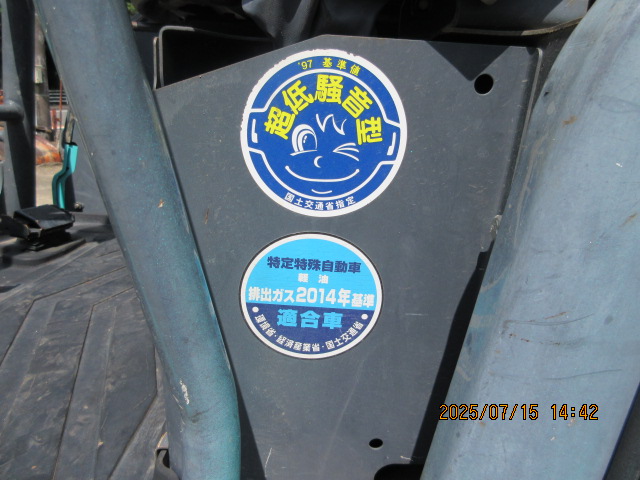 '97 基準値
超低騒音型
国土交通省指定
特定特殊自動車
軽油
排出ガス2014年基準
適合車
環境省・経済産業省・国土交通省
2025/07/15 14:42